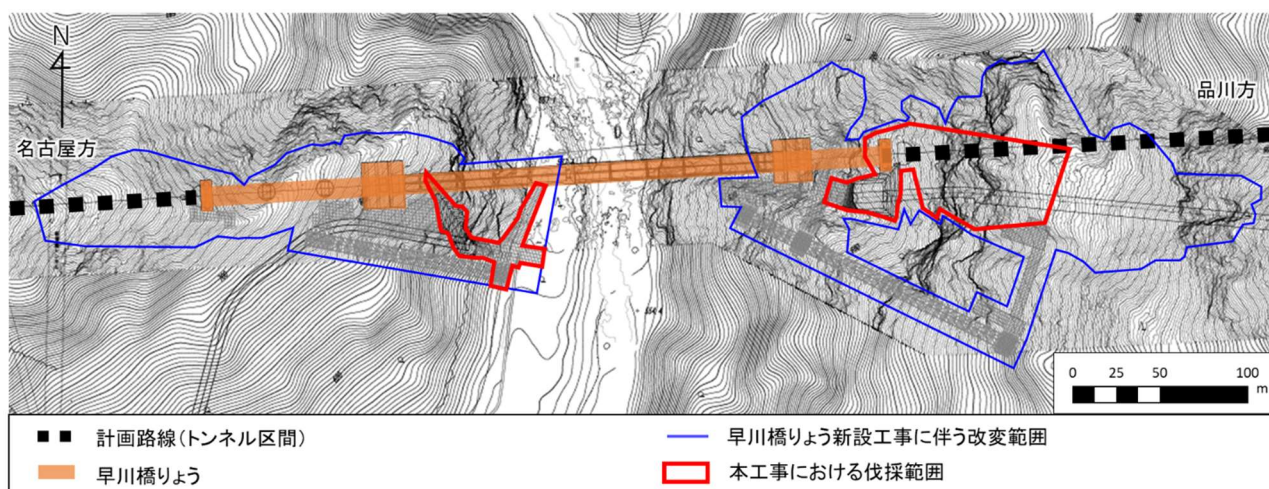 N
品川方
名古屋方
0 25 50 100
m
計画路線（トンネル区間）
早川橋りょう新設工事に伴う改変範囲
早川橋りょう
本工事における伐採範囲